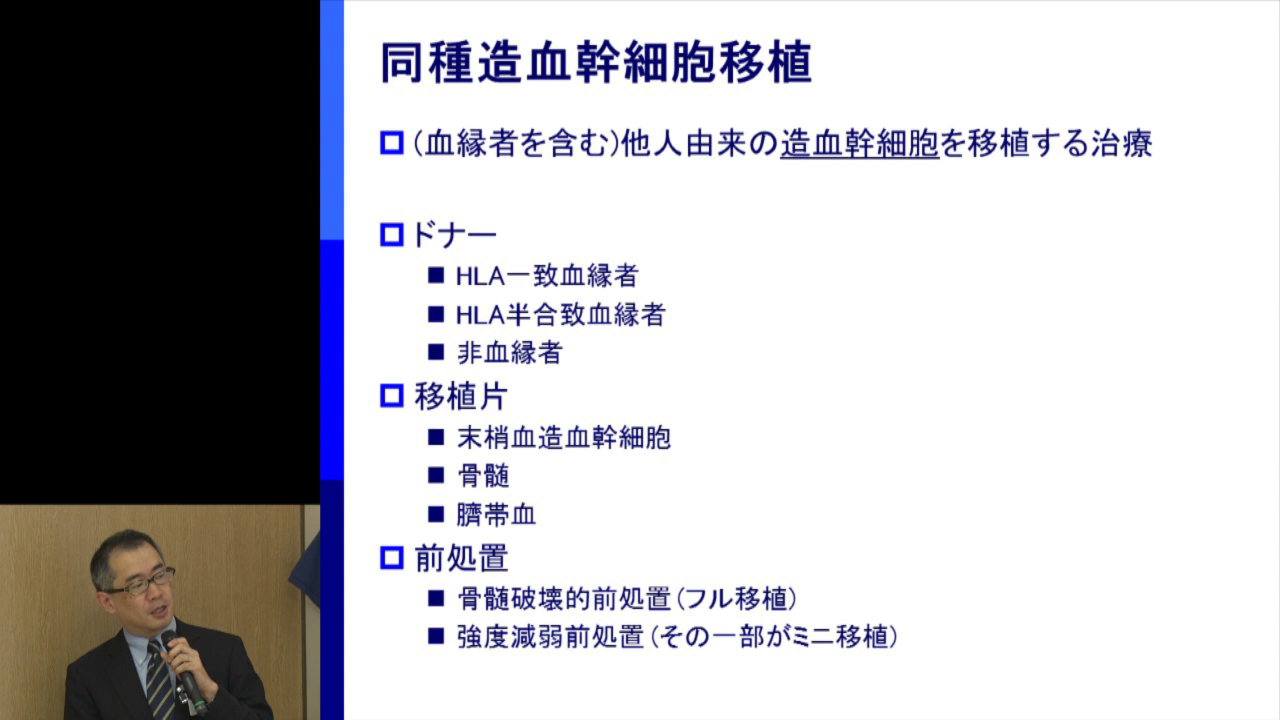 同種造血幹細胞移植
(血縁者を含む)他人由来の造血幹細胞を移植する治療
ドナー
HLA一致血縁者
HLA半合致血縁者
非血縁者
移植片
末梢血造血幹細胞
骨髄
臍帯血
前処置
骨髄破壊的前処置(フル移植)
強度減弱前処置(その一部がミニ移植)